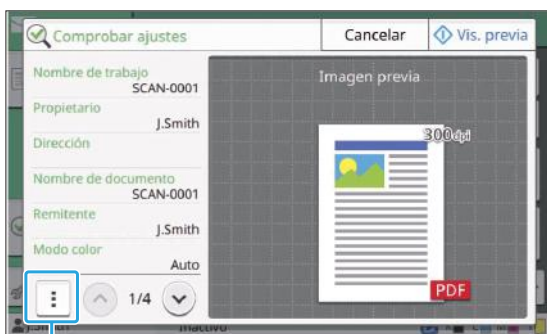 Comprobar ajustes
Cancelar
Vis. previa
Nombre de trabajo
SCAN-0001
Propietario
J.Smith
Dirección
Nombre de documento
SCAN-0001
Remitente
J.Smith
Modo color
Auto
1/4
Imagen previa
300dpi
PDF